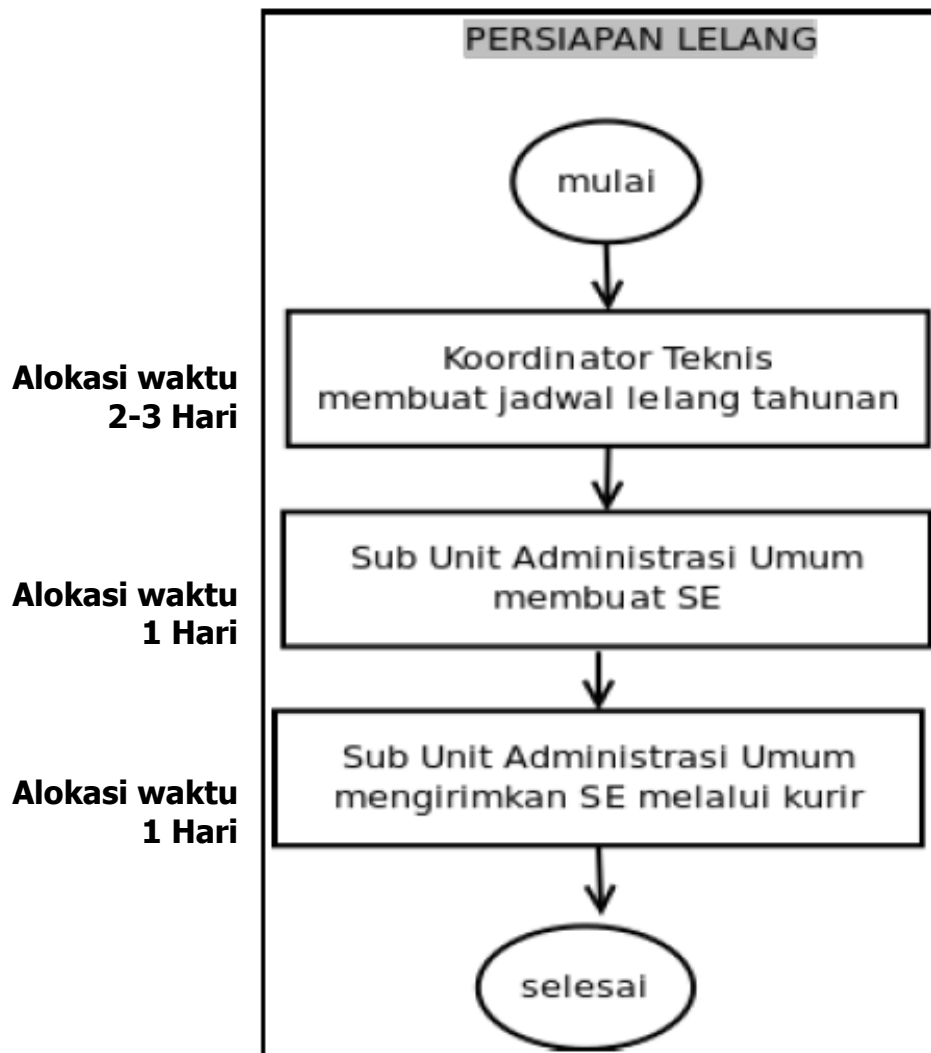 PERSIAPAN LELANG
mulai
Alokasi waktu
2-3 Hari
Koordinator Teknis
membuat jadwal lelang tahunan
Alokasi waktu
1 Hari
Sub Unit Administrasi Umum
membuat SE
Alokasi waktu
1 Hari
Sub Unit Administrasi Umum
mengirimkan SE melalui kurir
selesai